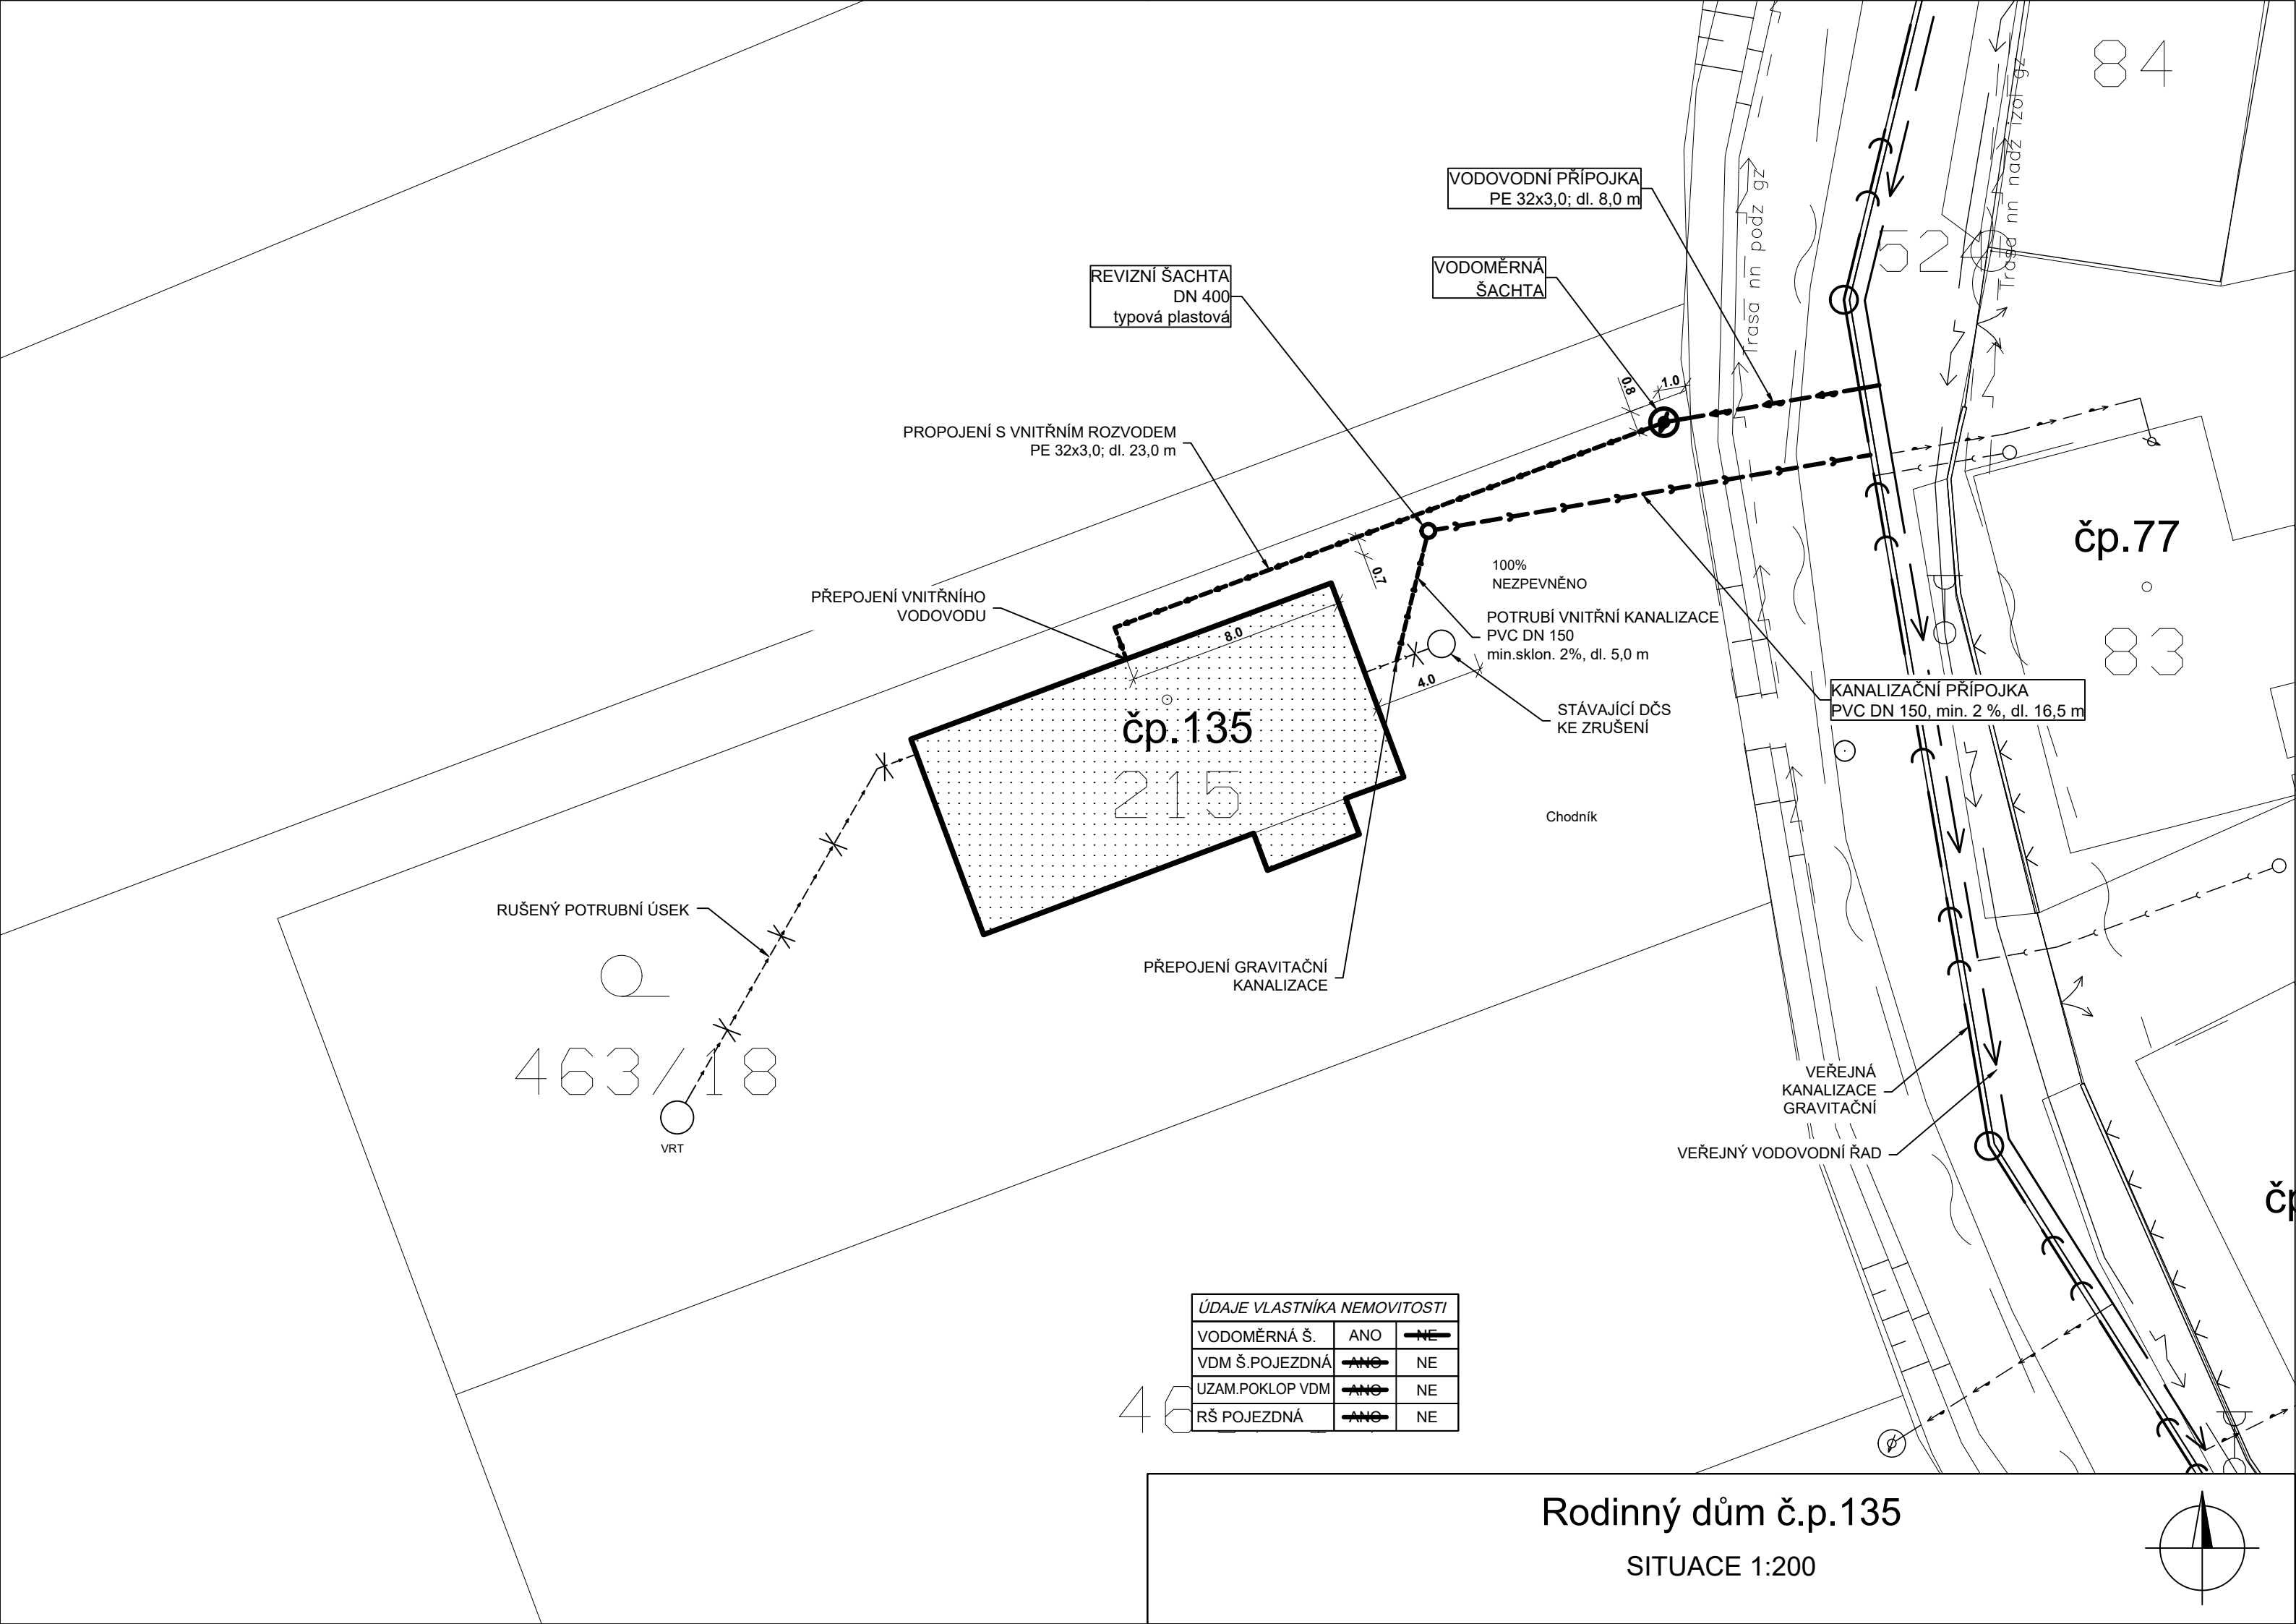 84
Trasa nn nadz izol gz
Trasa nn podz gz
VODOVODNÍ PŘÍPOJKA
PE 32x3,0; dl. 8,0 m
VODOMĚRNÁ
ŠACHTA
REVIZNÍ ŠACHTA
DN 400
typová plastová
0.8
1.0
PROPOJENÍ S VNITŘNÍM ROZVODEM
PE 32x3,0; dl. 23,0 m
čp.77
83
0.7
100%
NEZPEVNĚNO
PŘEPOJENÍ VNITŘNÍHO
VODOVODU
8.0
POTRUBÍ VNITŘNÍ KANALIZACE
PVC DN 150
min.sklon. 2%, dl. 5,0 m
4.0
KANALIZAČNÍ PŘÍPOJKA
PVC DN 150, min. 2 %, dl. 16,5 m
STÁVAJÍCÍ DČS
KE ZRUŠENÍ
čp.135
215
Chodník
RUŠENÝ POTRUBNÍ ÚSEK
PŘEPOJENÍ GRAVITAČNÍ
KANALIZACE
463/18
VRT
VEŘEJNÁ
KANALIZACE
GRAVITAČNÍ
VEŘEJNÝ VODOVODNÍ ŘAD
čp
ÚDAJE VLASTNÍKA NEMOVITOSTI
VODOMĚRNÁ Š. ANO NE
VDM Š.POJEZDNÁ ANO NE
UZAM.POKLOP VDM ANO NE
RŠ POJEZDNÁ ANO NE
Rodinný dům č.p.135
SITUACE 1:200